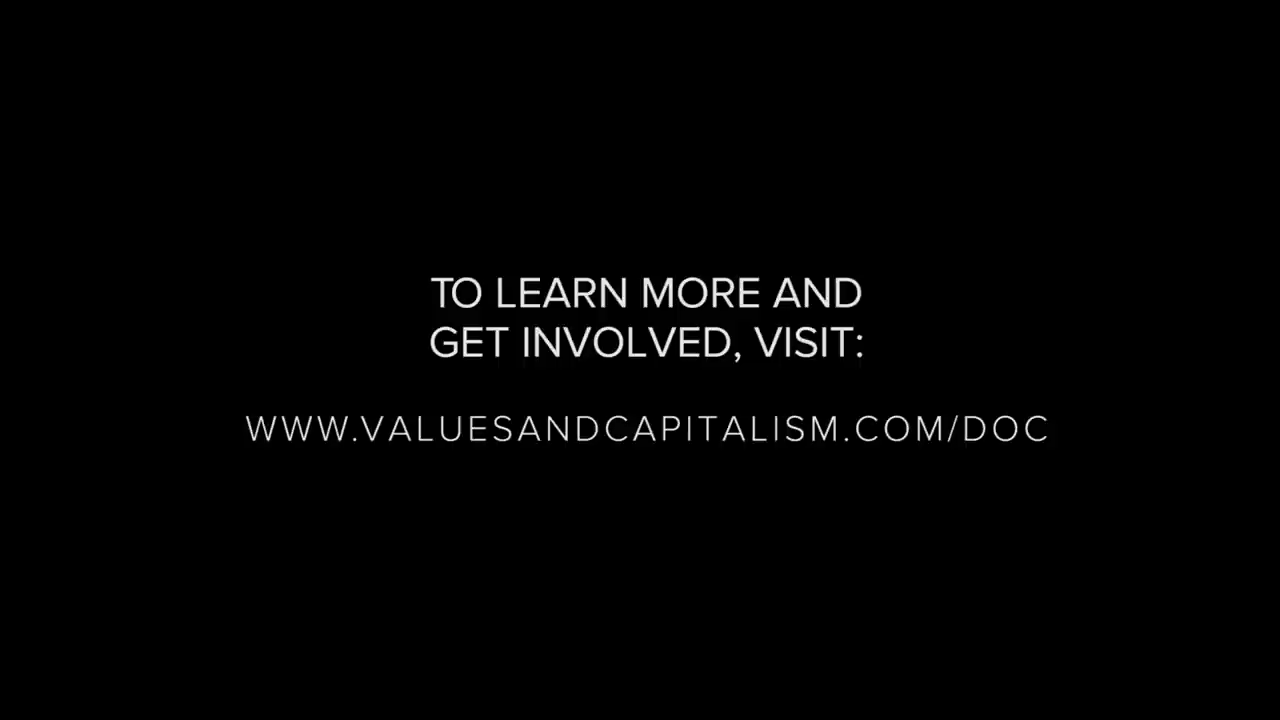 TO LEARN MORE AND
GET INVOLVED, VISIT:
WWW.VALUESANDCAPITALISM.COM/DOC